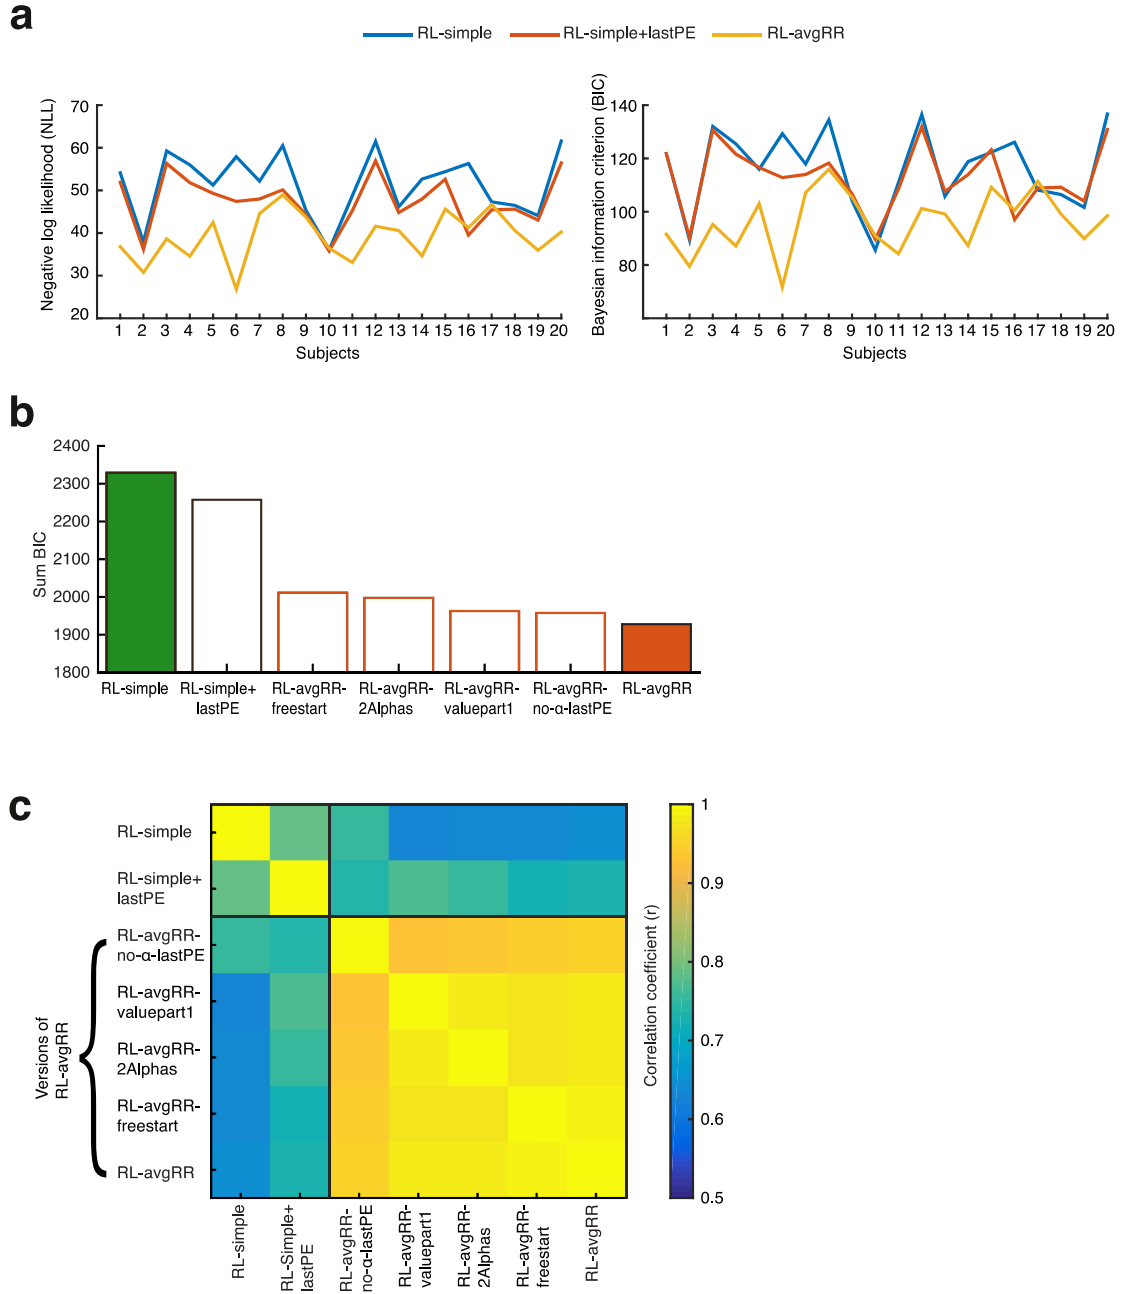 a
RL-simple RL-simple+lastPE RL-avgRR
Negative log likelihood (NLL)
70
60
50
40
30
20
1 2 3 4 5 6 7 8 9 10 11 12 13 14 15 16 17 18 19 20
Subjects
Bayesian information criterion (BIC)
140
120
100
80
1 2 3 4 5 6 7 8 9 10 11 12 13 14 15 16 17 18 19 20
Subjects
b
Sum BIC
2400
2300
2200
2100
2000
1900
1800
RL-simple
RL-simple+
lastPE
RL-avgRR-
freestart
RL-avgRR-
2Alphas
RL-avgRR-
valuepart1
RL-avgRR-
no-α-lastPE
RL-avgRR
c
Versions of
RL-avgRR
RL-simple
RL-simple+
lastPE
RL-avgRR-
no-α-lastPE
RL-avgRR-
valuepart1
RL-avgRR-
2Alphas
RL-avgRR-
freestart
RL-avgRR
RL-simple
RL-Simple+
lastPE
RL-avgRR-
no-α-lastPE
RL-avgRR-
valuepart1
RL-avgRR-
2Alphas
RL-avgRR-
freestart
RL-avgRR
Correlation coefficient (r)
1
0.9
0.8
0.7
0.6
0.5